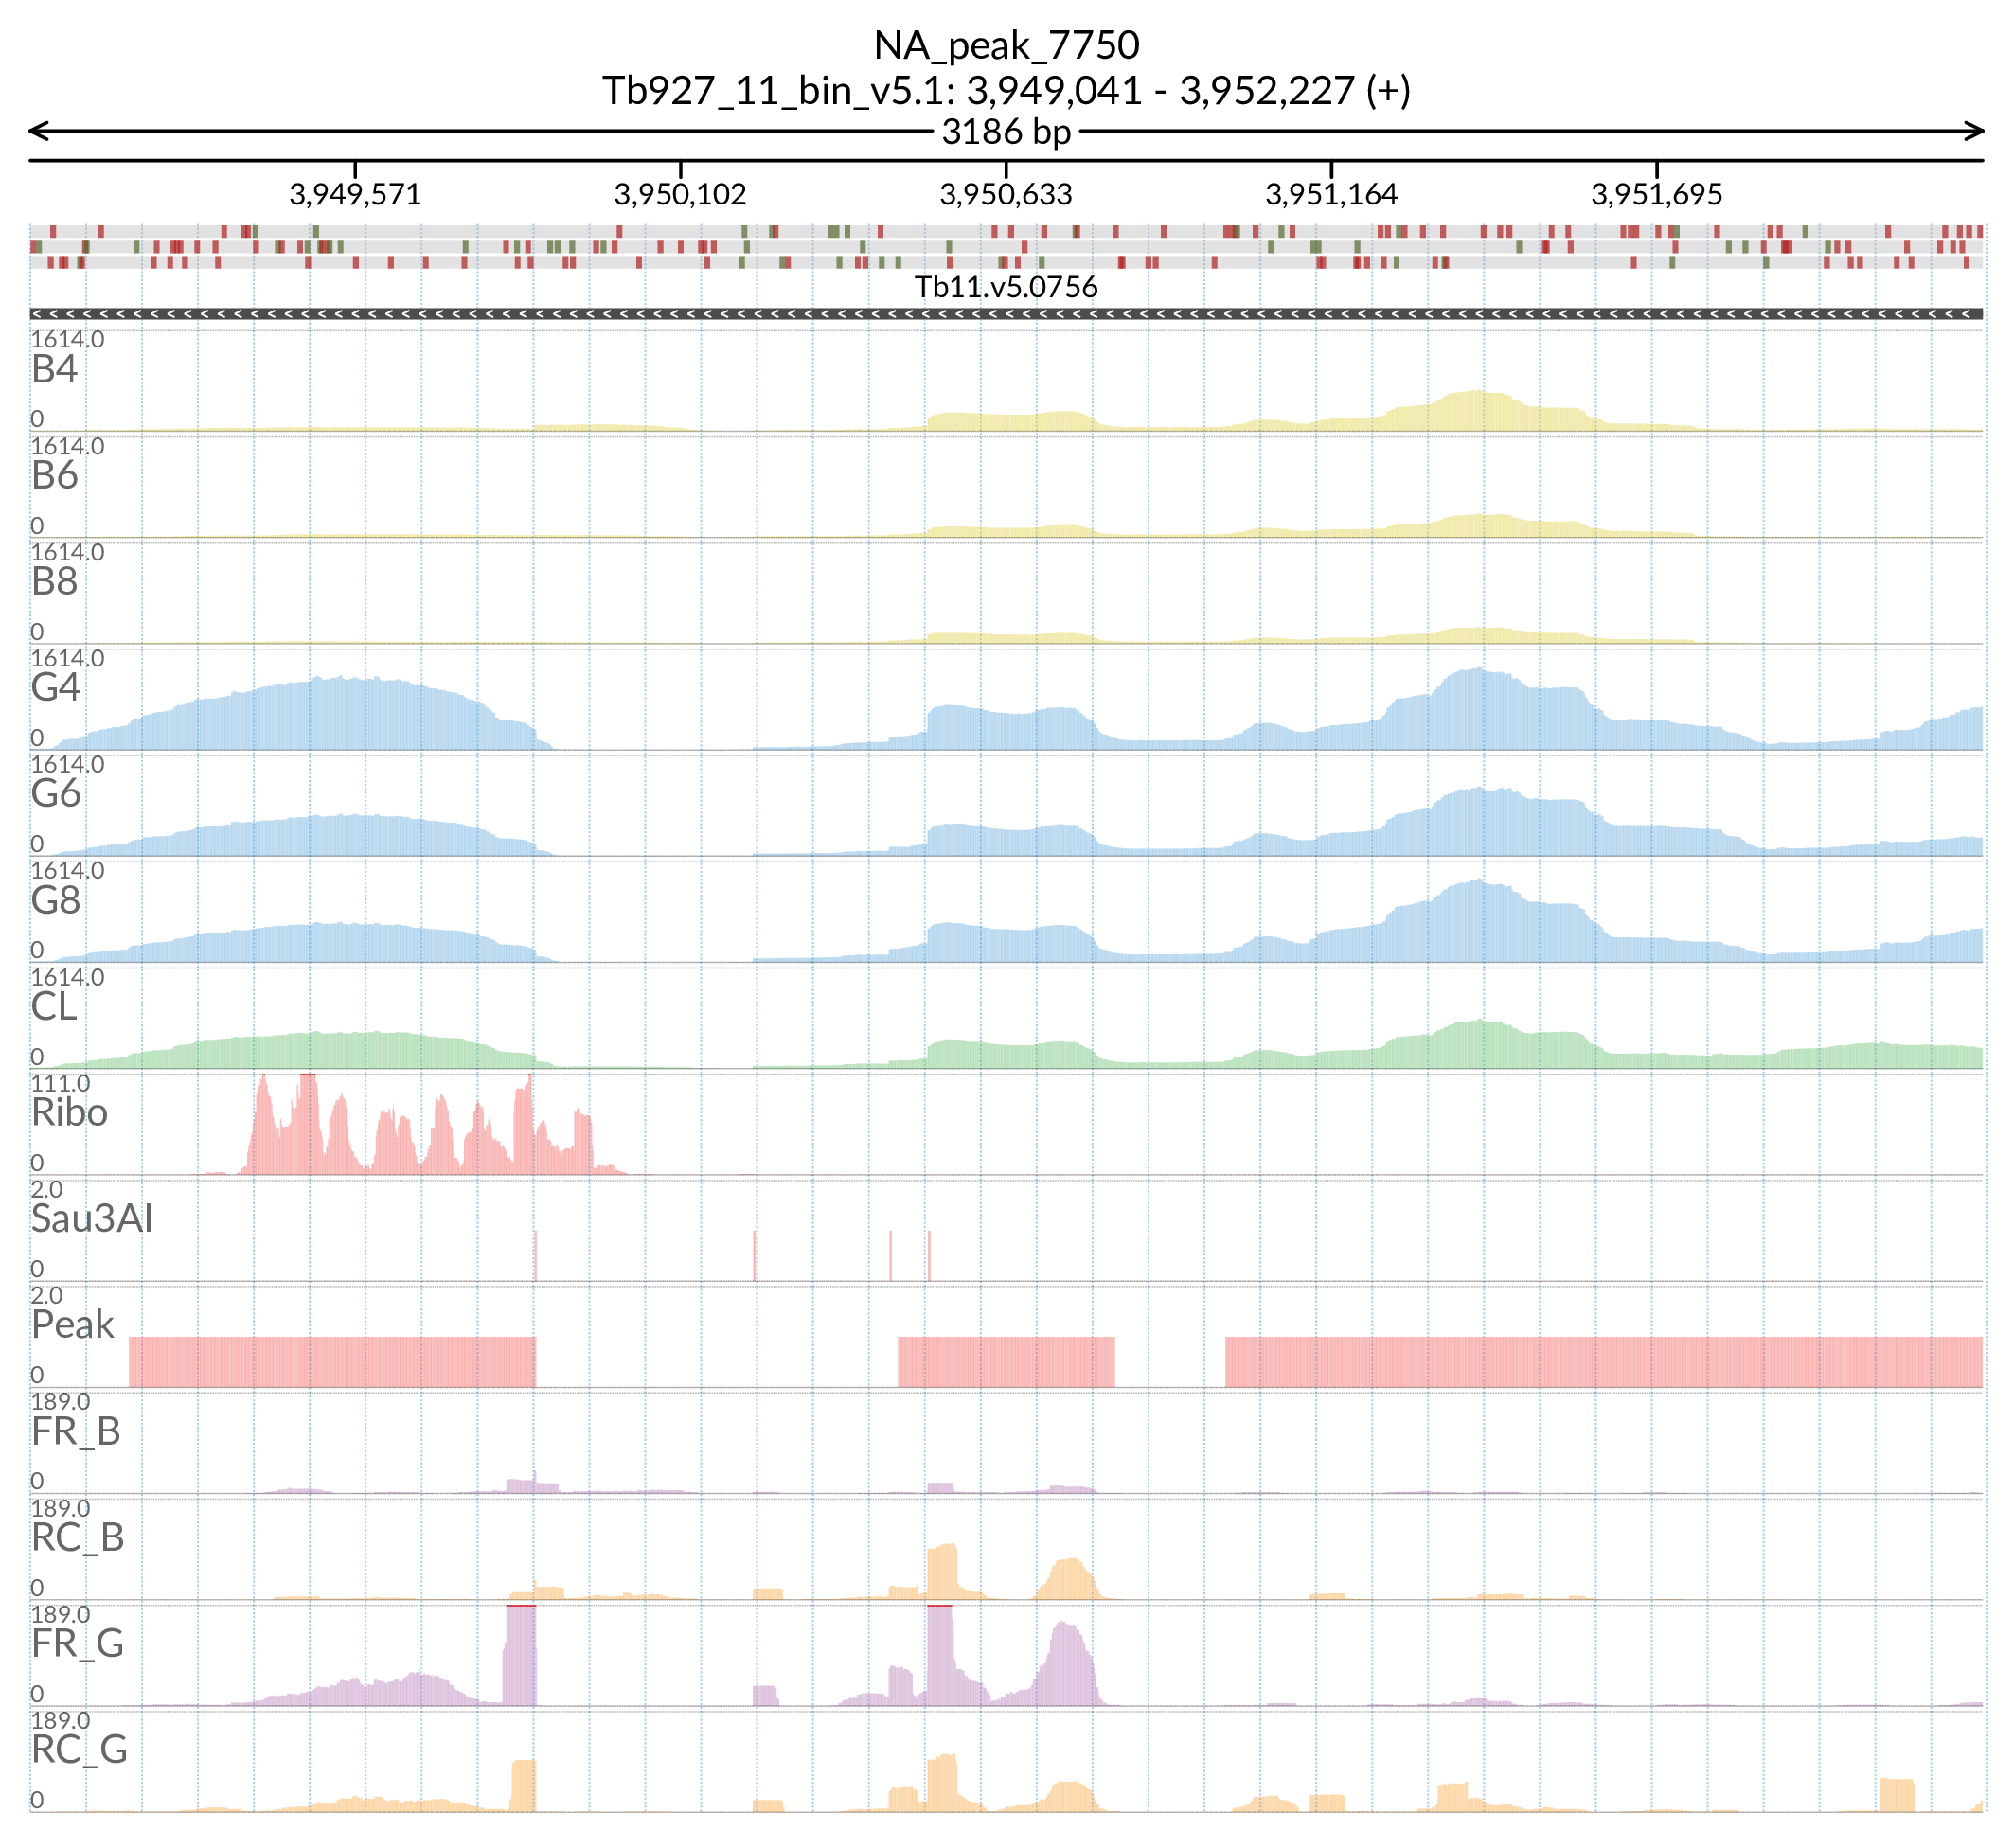 NA_peak_7750
Tb927_11_bin_v5.1: 3,949,041 - 3,952,227 (+)
3186 bp
3,949,571 3,950,102 3,950,633 3,951,164 3,951,695
Tb11.v5.0756
1614.0
B4
0
1614.0
B6
0
1614.0
B8
0
1614.0
G4
0
1614.0
G6
0
1614.0
G8
0
1614.0
CL
0
111.0
Ribo
0
2.0
Sau3AI
0
2.0
Peak
0
189.0
FR_B
0
189.0
RC_B
0
189.0
FR_G
0
189.0
RC_G
0